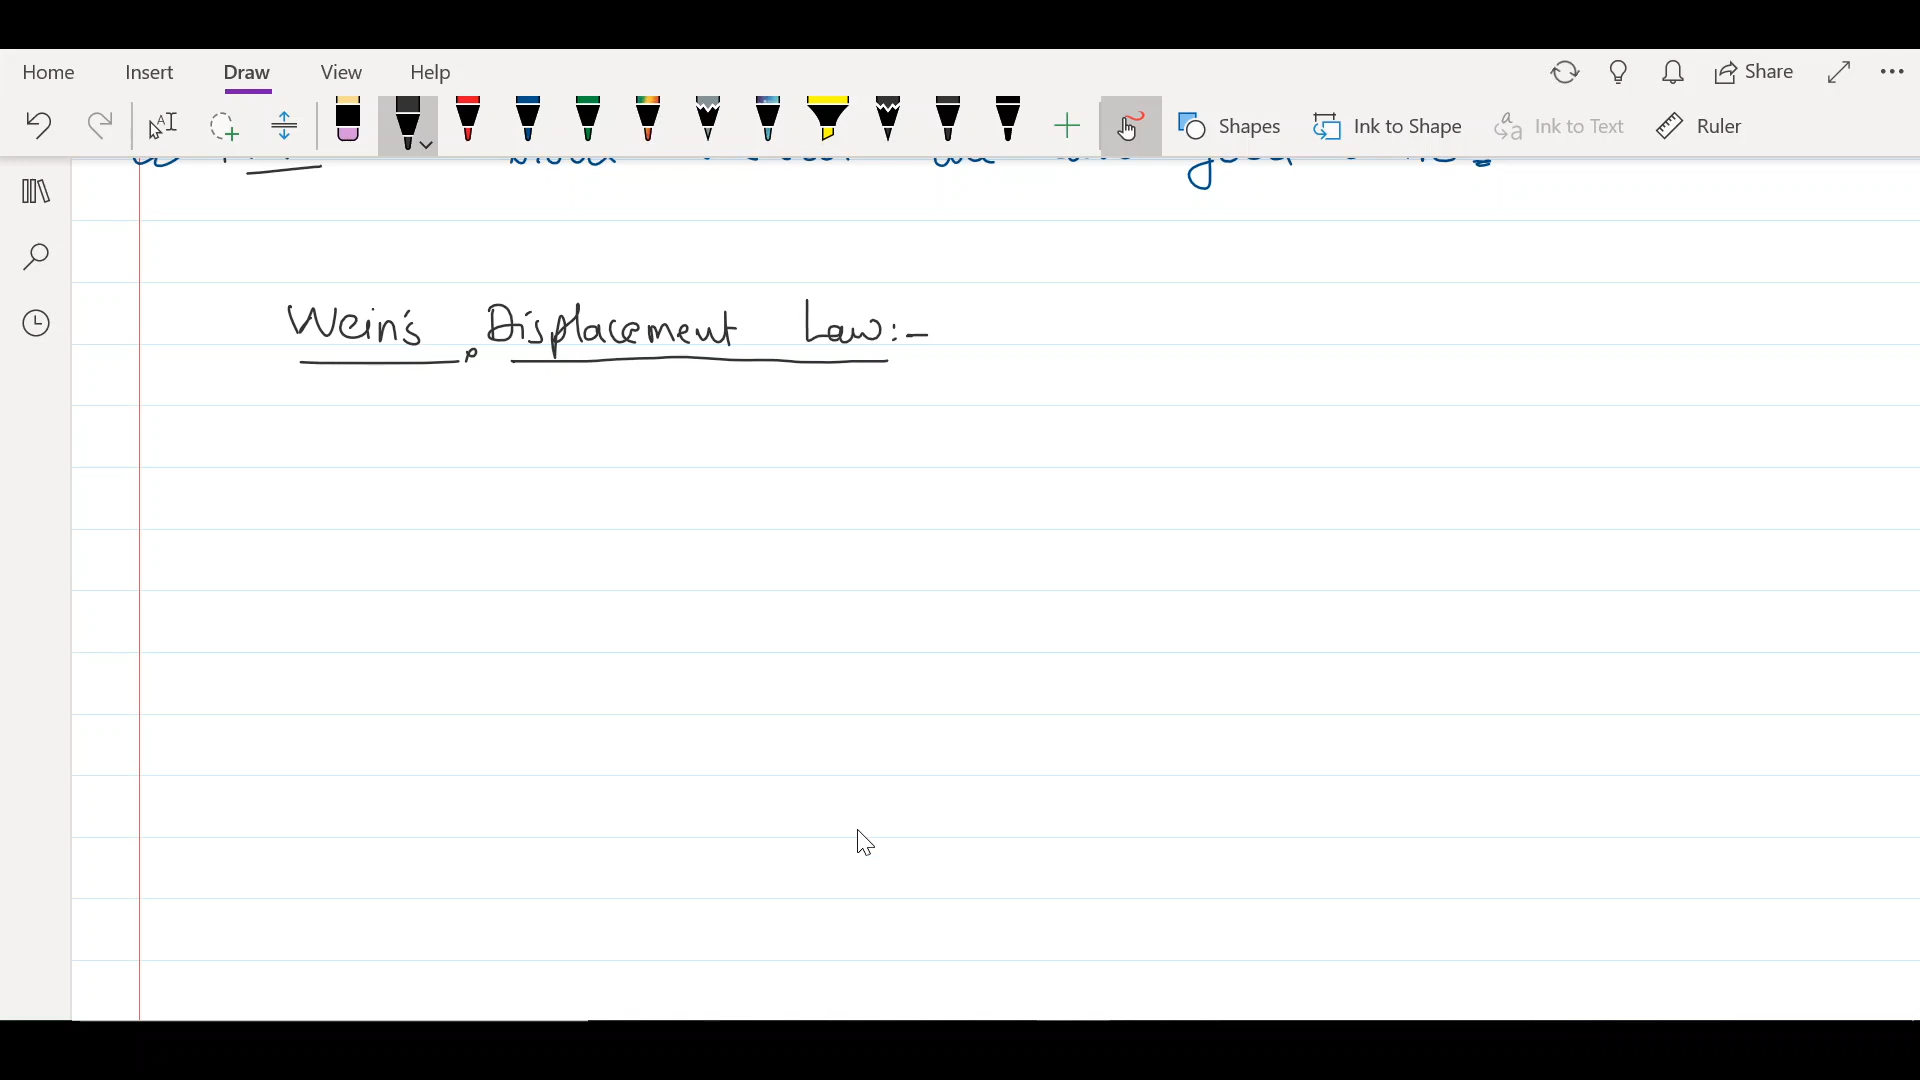 Home Insert Draw View Help Share
Shapes Ink to Shape Ink to Text Ruler
Wein's Displacement Law:-